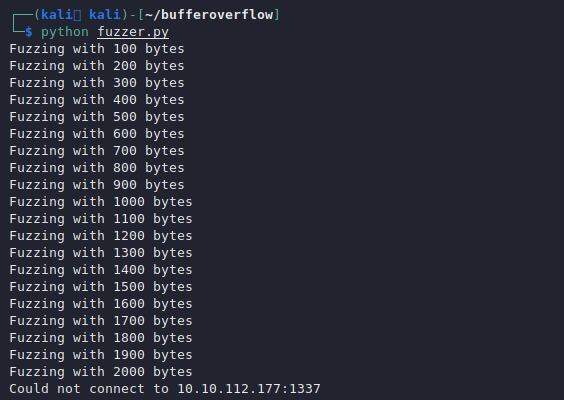 ┌──(kali㉿ kali)-[~/bufferoverflow]
└─$ python fuzzer.py
Fuzzing with 100 bytes
Fuzzing with 200 bytes
Fuzzing with 300 bytes
Fuzzing with 400 bytes
Fuzzing with 500 bytes
Fuzzing with 600 bytes
Fuzzing with 700 bytes
Fuzzing with 800 bytes
Fuzzing with 900 bytes
Fuzzing with 1000 bytes
Fuzzing with 1100 bytes
Fuzzing with 1200 bytes
Fuzzing with 1300 bytes
Fuzzing with 1400 bytes
Fuzzing with 1500 bytes
Fuzzing with 1600 bytes
Fuzzing with 1700 bytes
Fuzzing with 1800 bytes
Fuzzing with 1900 bytes
Fuzzing with 2000 bytes
Could not connect to 10.10.112.177:1337